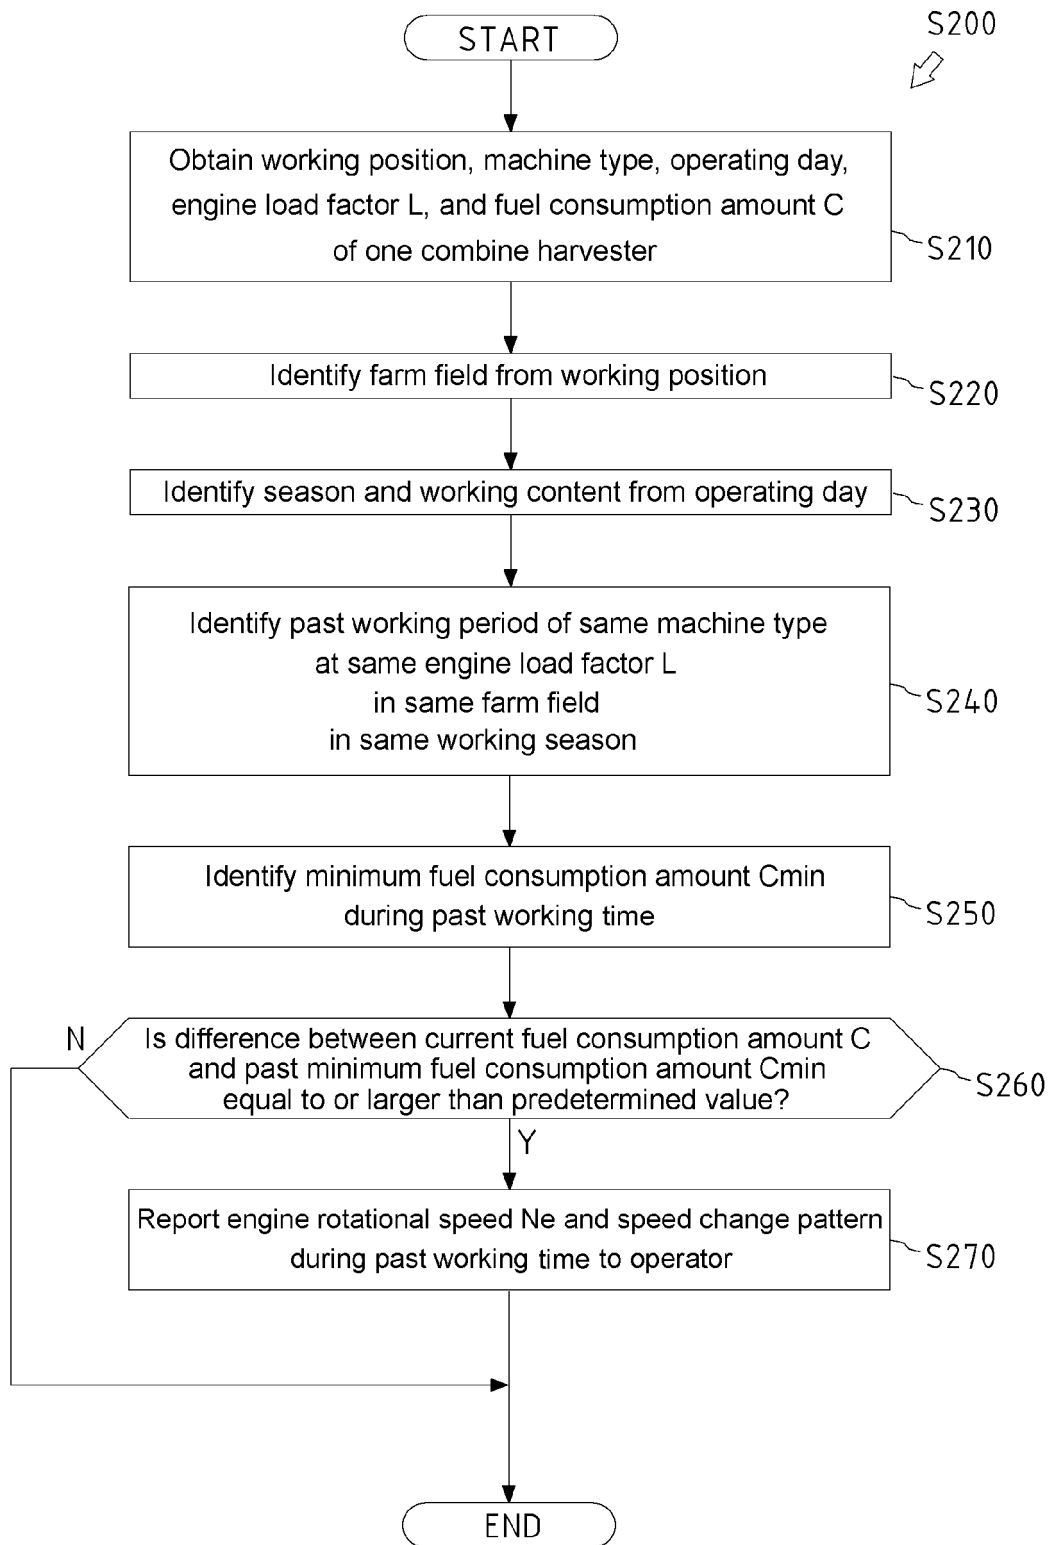 S200
START
Obtain working position, machine type, operating day,
engine load factor L, and fuel consumption amount C
of one combine harvester
S210
Identify farm field from working position
S220
Identify season and working content from operating day
S230
Identify past working period of same machine type
at same engine load factor L
in same farm field
in same working season
S240
Identify minimum fuel consumption amount Cmin
during past working time
S250
N
Is difference between current fuel consumption amount C
and past minimum fuel consumption amount Cmin
equal to or larger than predetermined value?
S260
Y
Report engine rotational speed Ne and speed change pattern
during past working time to operator
S270
END